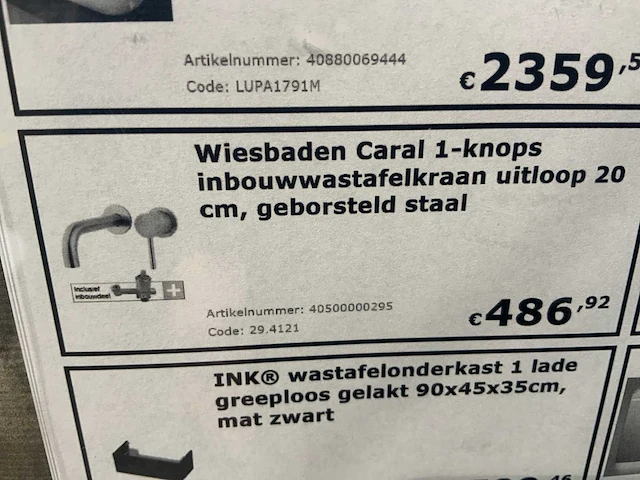 Artikelnummer: 40880069444
Code: LUPA1791M
€2359,5
Wiesbaden Caral 1-knops
inbouwwastafelkraan uitloop 20
cm, geborsteld staal
Inclusief
inbouwdeel
Artikelnummer: 40500000295
Code: 29.4121
€486,92
INK® wastafelonderkast 1 lade
greeploos gelakt 90x45x35cm,
mat zwart